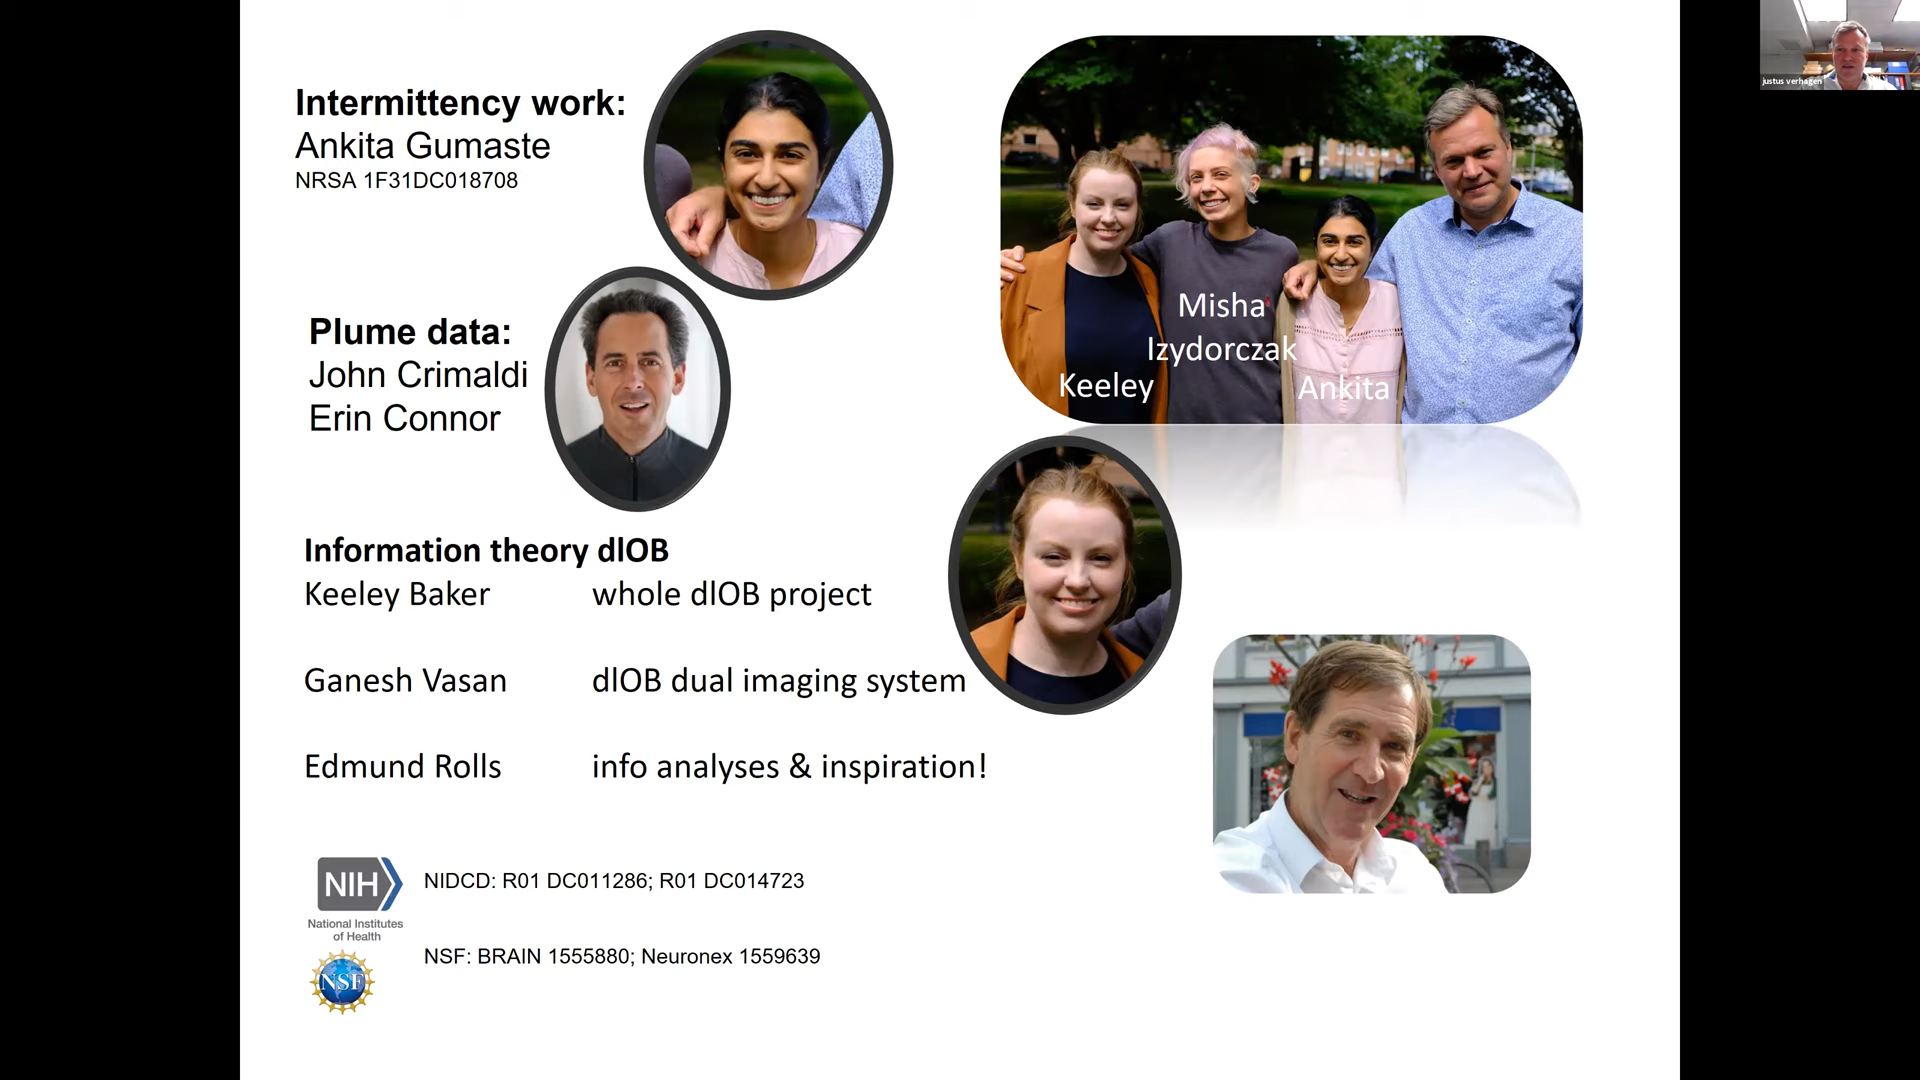 Intermittency work:
Ankita Gumaste
NRSA 1F31DC018708
Plume data:
John Crimaldi
Erin Connor
Misha
Izydorczak
Keeley
Ankita
Information theory dlOB
Keeley Baker whole dlOB project
Ganesh Vasan dlOB dual imaging system
Edmund Rolls info analyses & inspiration!
NIH
National Institutes
of Health
NIDCD: R01 DC011286; R01 DC014723
NSF
NSF: BRAIN 1555880; Neuronex 1559639
justus verhagen